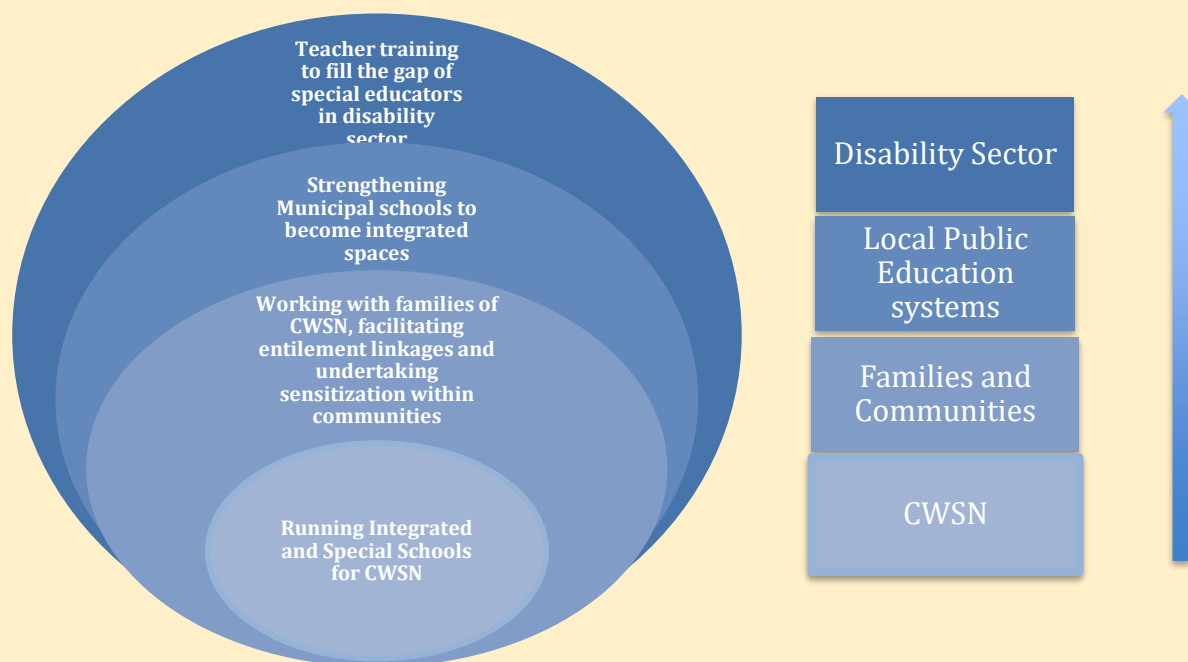 Teacher training
to fill the gap of
special educators
in disability
sector
Strengthening
Municipal schools to
become integrated
spaces
Working with families of
CWSN, facilitating
entilement linkages and
undertaking
sensitization within
communities
Running Integrated
and Special Schools
for CWSN
Disability Sector
Local Public
Education
systems
Families and
Communities
CWSN